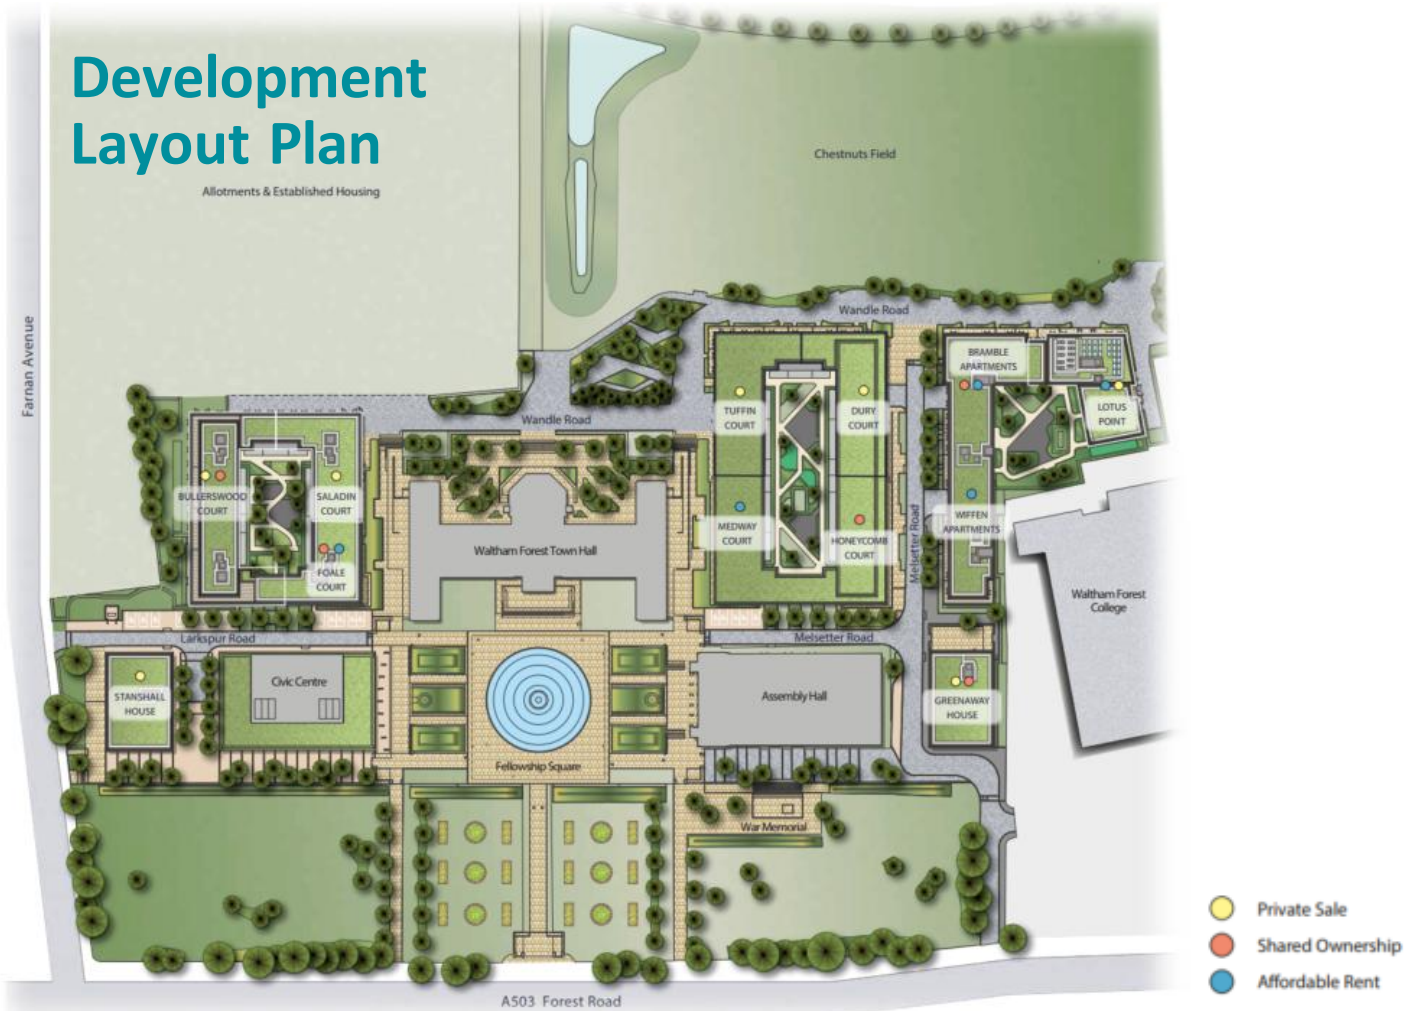 Development
Layout Plan
Allotments & Established Housing
Chestnuts Field
Farnan Avenue
Wandle Road
Wandle Road
BRAMBLE
APARTMENTS
LOTUS
POINT
TUFFIN
COURT
DURY
COURT
BULLERSWOOD
COURT
SALADIN
COURT
MEDWAY
COURT
HONEYCOMB
COURT
WIFFEN
APARTMENTS
Melsetter Road
Waltham Forest Town Hall
FOALE
COURT
Waltham Forest
College
Larkspur Road
Melsetter Road
STANSHALL
HOUSE
Civic Centre
Assembly Hall
GREENAWAY
HOUSE
Fellowship Square
War Memorial
Private Sale
Shared Ownership
Affordable Rent
A503 Forest Road